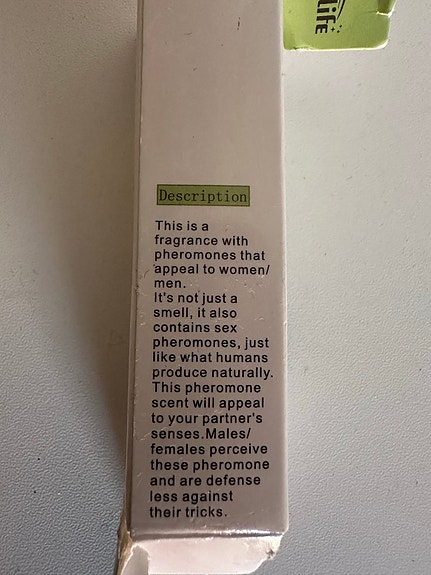 life
Description
This is a
fragrance with
pheromones that
appeal to women/
men.
It's not just a
smell, it also
contains sex
pheromones, just
like what humans
produce naturally.
This pheromone
scent will appeal
to your partner's
senses.Males/
females perceive
these pheromone
and are defense
less against
their tricks.